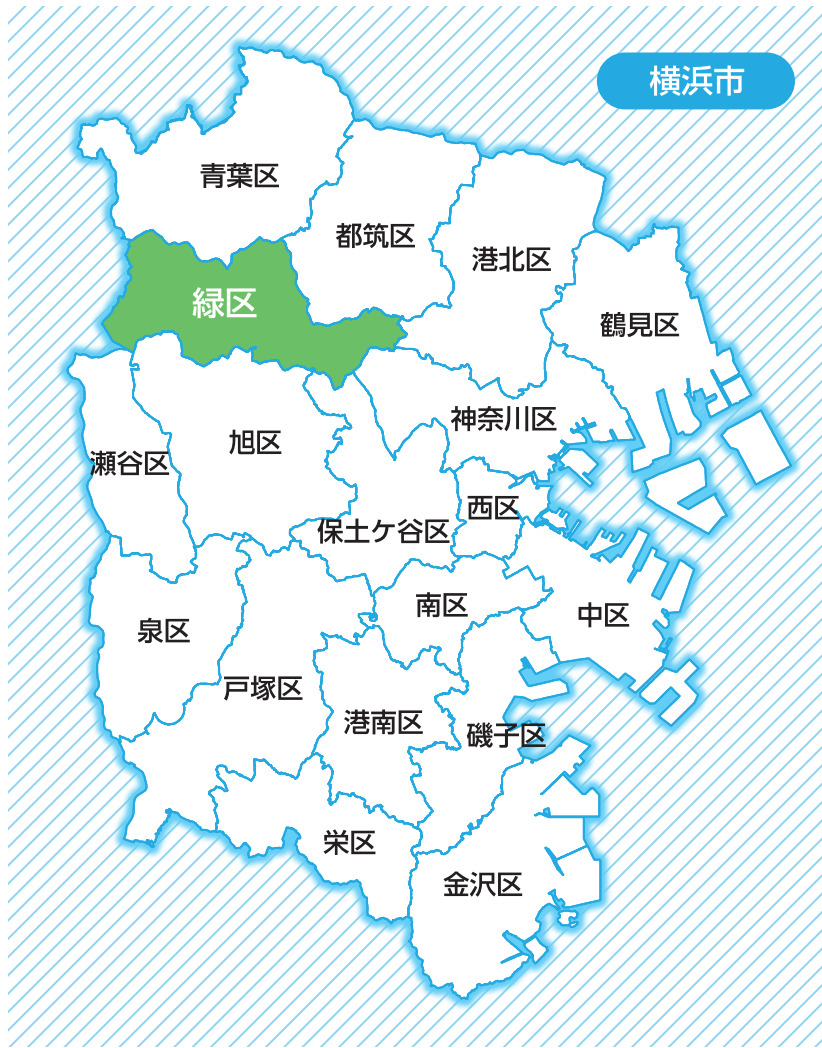 横浜市
青葉区
都筑区
港北区
緑区
鶴見区
神奈川区
旭区
瀬谷区
西区
保土ケ谷区
南区
中区
泉区
戸塚区
港南区
磯子区
栄区
金沢区